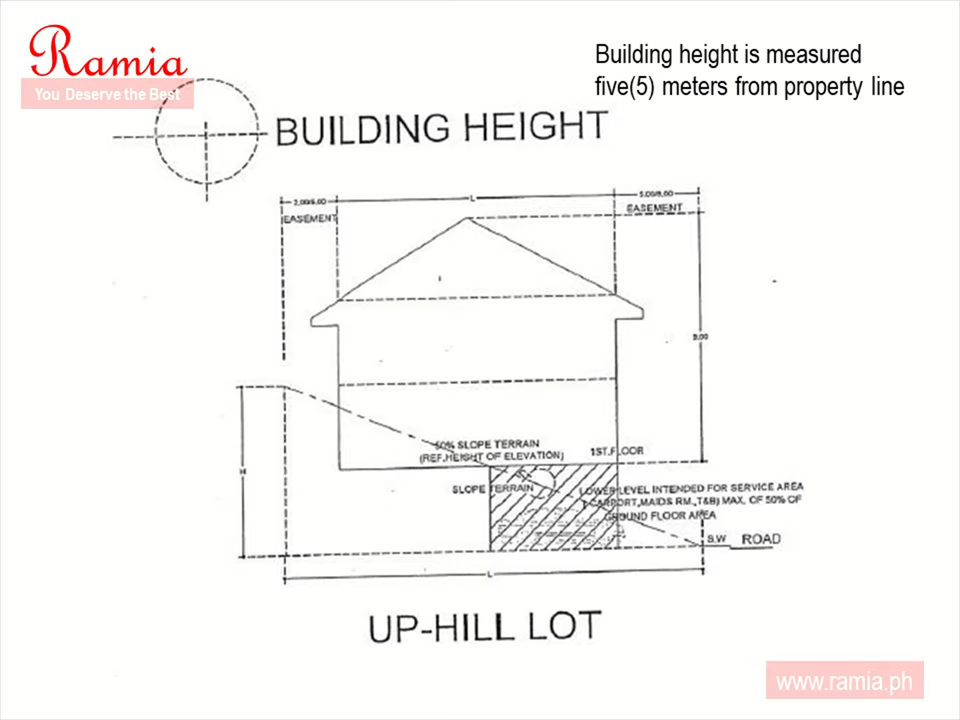 Ramia
You Deserve the Best
Building height is measured
five(5) meters from property line
BUILDING HEIGHT
L
EASEMENT
EASEMENT
9.00
H
50% SLOPE TERRAIN
(REF.HEIGHT OF ELEVATION)
1ST.FLOOR
SLOPE TERRAIN
LOWER LEVEL INTENDED FOR SERVICE AREA
CARPORT,MAIDS RM.,T&B) MAX. OF 50% OF
GROUND FLOOR AREA
S.W ROAD
L
UP-HILL LOT
www.ramia.ph